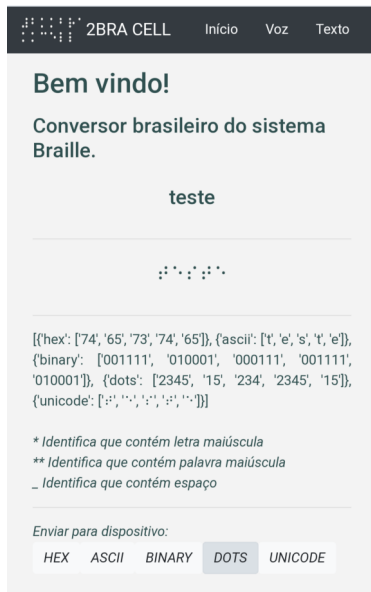 2BRA CELL Início Voz Texto
Bem vindo!
Conversor brasileiro do sistema
Braille.
teste
⠞⠑⠎⠞⠑
[{'hex': ['74', '65', '73', '74', '65']}, {'ascii': ['t', 'e', 's', 't', 'e']},
{'binary': ['001111', '010001', '000111', '001111',
'010001']}, {'dots': ['2345', '15', '234', '2345', '15']},
{'unicode': ['⠞', '⠑', '⠎', '⠞', '⠑']}]
* Identifica que contém letra maiúscula
** Identifica que contém palavra maiúscula
_ Identifica que contém espaço
Enviar para dispositivo:
HEX ASCII BINARY DOTS UNICODE